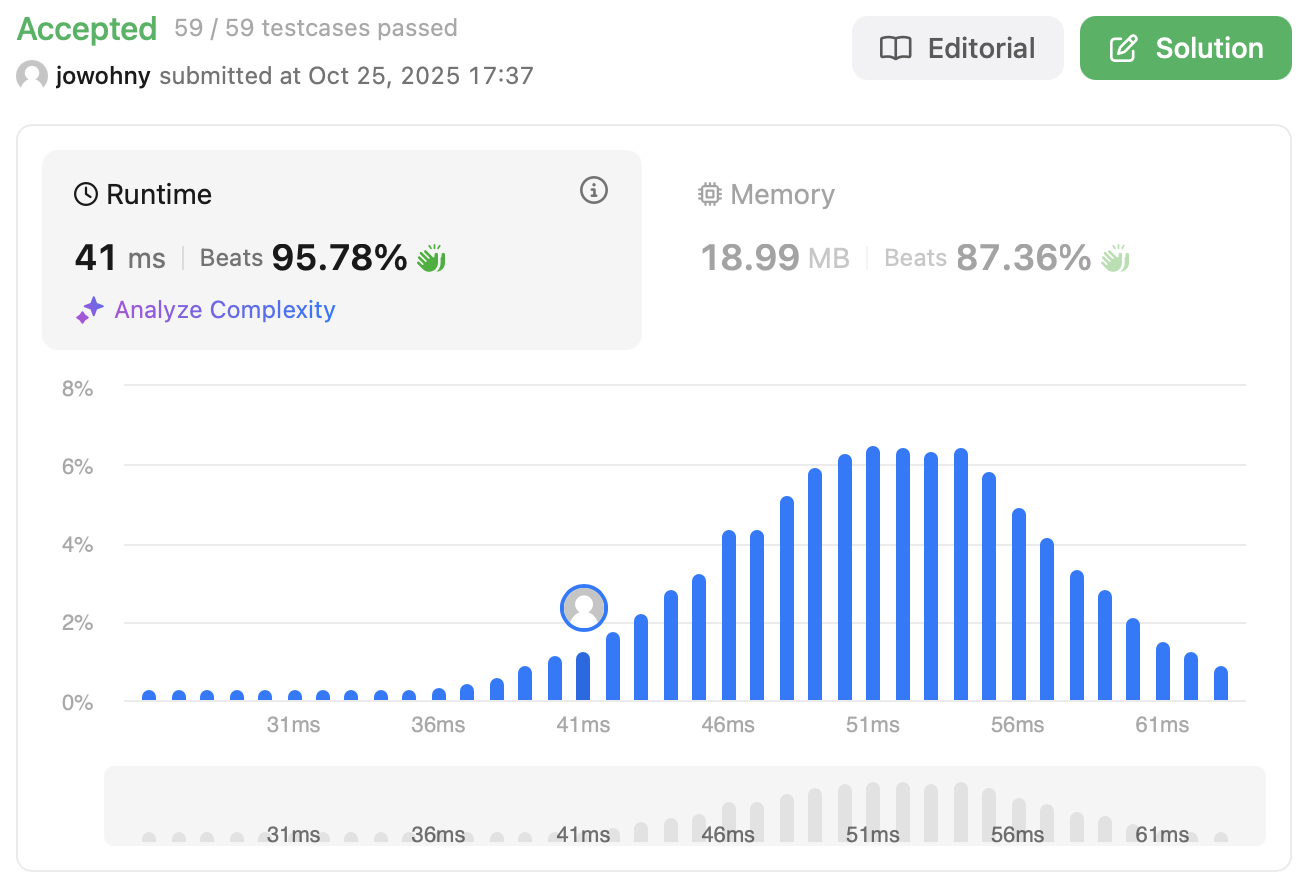 Accepted 59 / 59 testcases passed
jowohny submitted at Oct 25, 2025 17:37
Editorial
Solution
Runtime
41 ms Beats 95.78%
Analyze Complexity
Memory
18.99 MB Beats 87.36%
8%
6%
4%
2%
0%
31ms 36ms 41ms 46ms 51ms 56ms 61ms
31ms 36ms 41ms 46ms 51ms 56ms 61ms